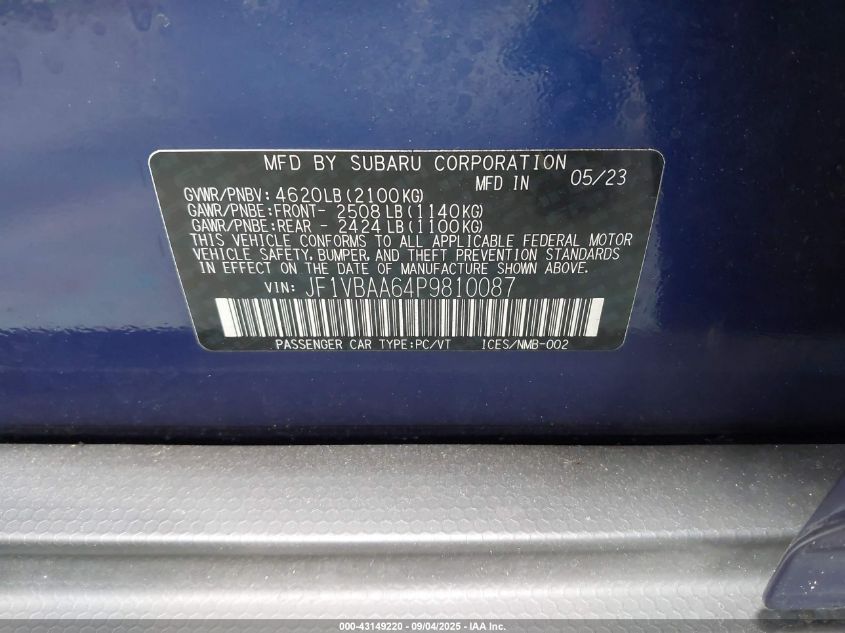 MFD BY SUBARU CORPORATION
MFD IN 05/23
GVWR/PNBV: 4620LB (2100KG)
GAWR/PNBE:FRONT- 2508 LB (1140KG)
GAWR/PNBE:REAR - 2424 LB (1100KG)
THIS VEHICLE CONFORMS TO ALL APPLICABLE FEDERAL MOTOR
VEHICLE SAFETY, BUMPER, AND THEFT PREVENTION STANDARDS
IN EFFECT ON THE DATE OF MANUFACTURE SHOWN ABOVE.
VIN: JF1VBAA64P9810087
PASSENGER CAR TYPE:PC/VT ICES/NMB-002
000-43149220 - 09/04/2025 - IAA Inc.